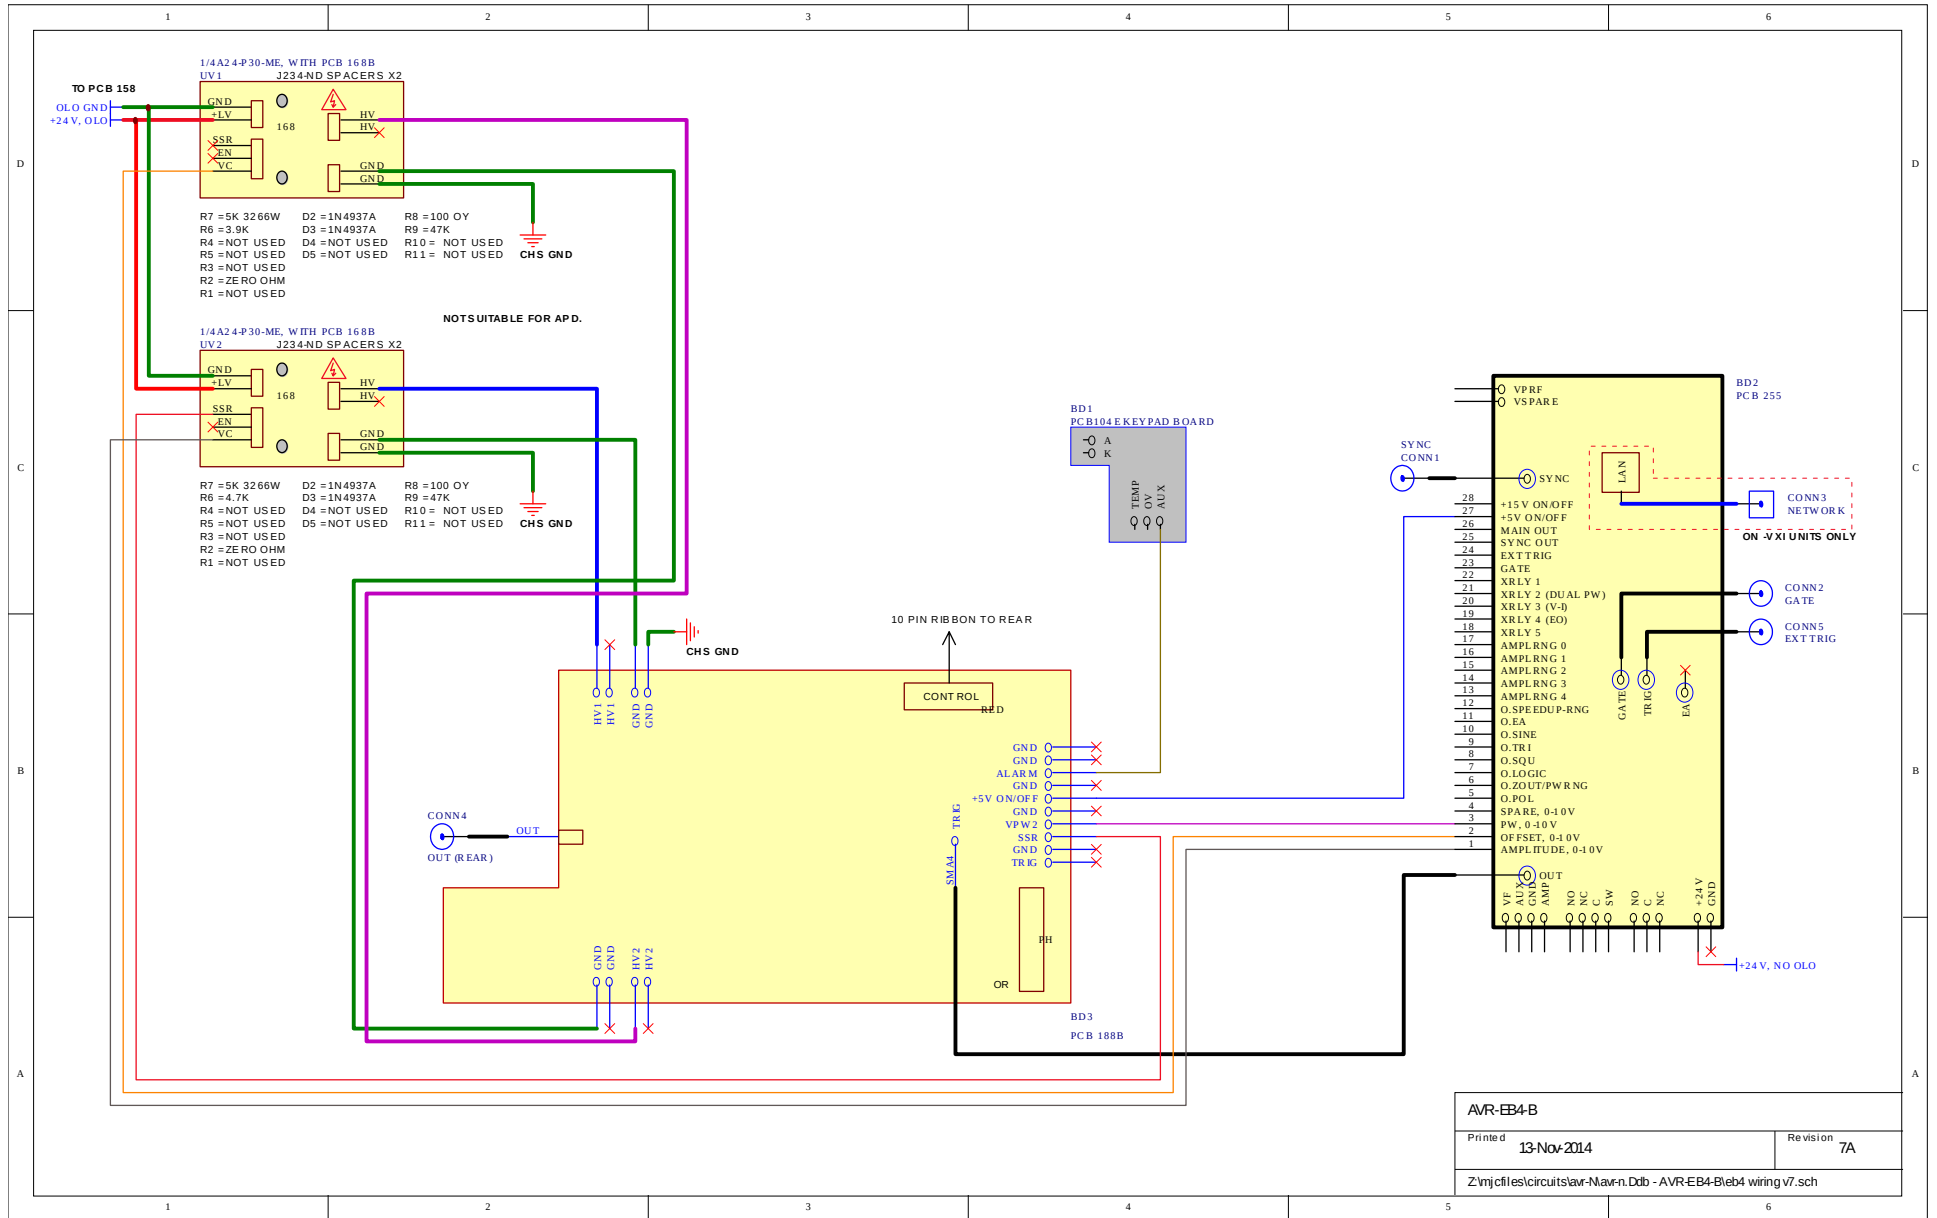 1 2 3 4 5 6
D D
C C
B B
A A
TO PCB 158
OLO GND
+24V, OLO
1/4A24-P30-ME, WITH PCB 168B
UV1
J234-ND SPACERS X2
GND
+LV
168
SSR
EN
VC
HV
HV
GND
GND
R7 =5K 3266W D2 =1N4937A R8 =100 OY
R6 =3.9K D3 =1N4937A R9 =47K
R4 =NOT USED D4 =NOT USED R10 = NOT USED
R5 =NOT USED D5 =NOT USED R11 = NOT USED
R3 =NOT USED
R2 =ZERO OHM
R1 =NOT USED
CHS GND
NOT SUITABLE FOR APD.
1/4A24-P30-ME, WITH PCB 168B
UV2
J234-ND SPACERS X2
GND
+LV
168
SSR
EN
VC
HV
HV
GND
GND
R7 =5K 3266W D2 =1N4937A R8 =100 OY
R6 =4.7K D3 =1N4937A R9 =47K
R4 =NOT USED D4 =NOT USED R10 = NOT USED
R5 =NOT USED D5 =NOT USED R11 = NOT USED
R3 =NOT USED
R2 =ZERO OHM
R1 =NOT USED
CHS GND
BD1
PCB104E KEYPAD BOARD
A
K
TEMP
OV
AUX
10 PIN RIBBON TO REAR
CONTROL
RED
CHS GND
HV1
HV1
GND
GND
GND
GND
ALARM
GND
+5V ON/OFF
GND
VPW2
SSR
GND
TRIG
TRIG
SMA4
CONN4
OUT
OUT (REAR)
GND
GND
HV2
HV2
PH
OR
BD3
PCB 188B
BD2
PCB 255
VPRF
VSPARE
SYNC
CONN1
SYNC
LAN
CONN3
NETWORK
ON -VXI UNITS ONLY
28 +15V ON/OFF
27 +5V ON/OFF
26 MAIN OUT
25 SYNC OUT
24 EXT TRIG
23 GATE
22 XRLY 1
21 XRLY 2 (DUAL PW)
20 XRLY 3 (V-I)
19 XRLY 4 (EO)
18 XRLY 5
17 AMPLRNG 0
16 AMPLRNG 1
15 AMPLRNG 2
14 AMPLRNG 3
13 AMPLRNG 4
12 O.SPEEDUP-RNG
11 O.EA
10 O.SINE
9 O.TRI
8 O.SQU
7 O.LOGIC
6 O.ZOUT/PWRNG
5 O.POL
4 SPARE, 0-10V
3 PW, 0-10V
2 OFFSET, 0-10V
1 AMPLITUDE, 0-10V
CONN2
GATE
CONN5
EXT TRIG
GATE
TRIG
EA
OUT
VF
AUX
GND
AMP
NO
NC
C
SW
NO
C
NC
+24V
GND
+24V, NO OLO
AVR-EB4-B
Printed 13-Nov-2014
Revision 7A
Z:\mjcfiles\circuits\avr-N\avr-n.Ddb - AVR-EB4-B\eb4 wiring v7.sch
1 2 3 4 5 6